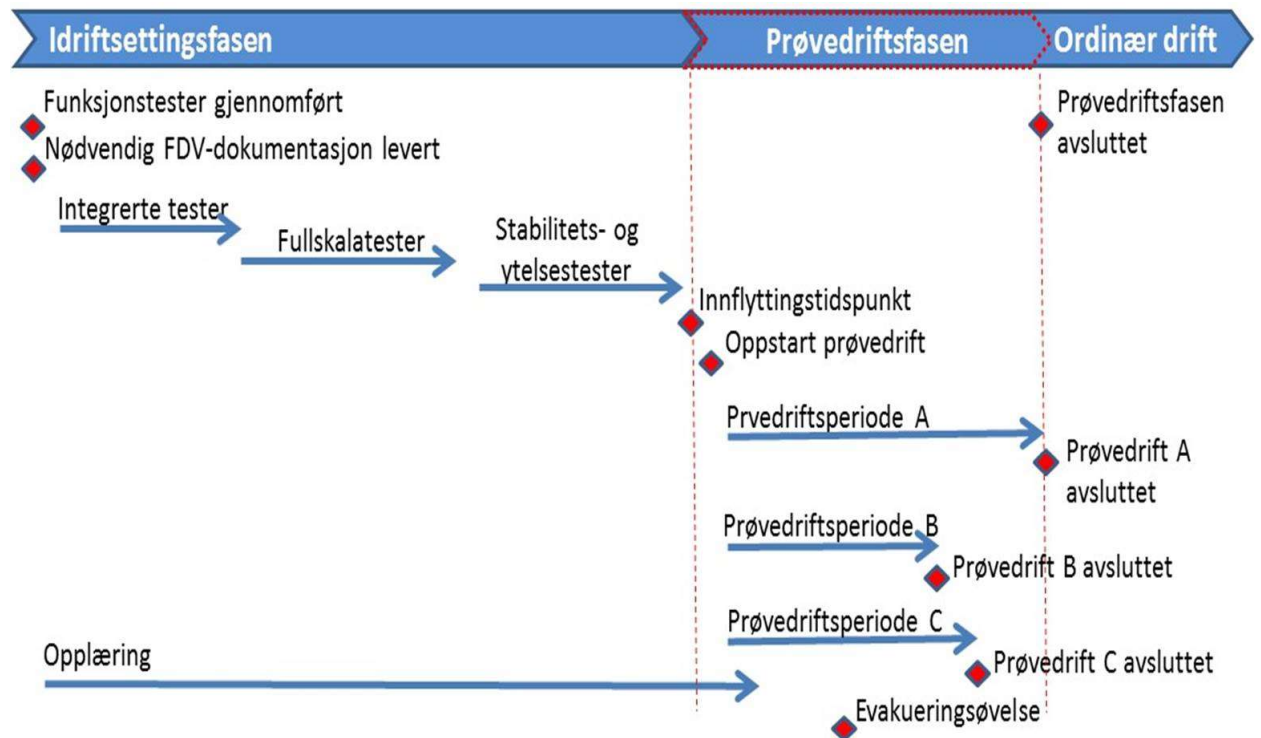 Idriftsettingsfasen
Prøvedriftsfasen
Ordinær drift
Funksjonstester gjennomført
Nødvendig FDV-dokumentasjon levert
Prøvedriftsfasen
avsluttet
Integrerte tester
Fullskalatester
Stabilitets- og
ytelsestester
Innflyttingstidspunkt
Oppstart prøvedrift
Prvedriftsperiode A
Prøvedrift A
avsluttet
Prøvedriftsperiode B
Prøvedrift B avsluttet
Prøvedriftsperiode C
Prøvedrift C avsluttet
Opplæring
Evakueringsøvelse